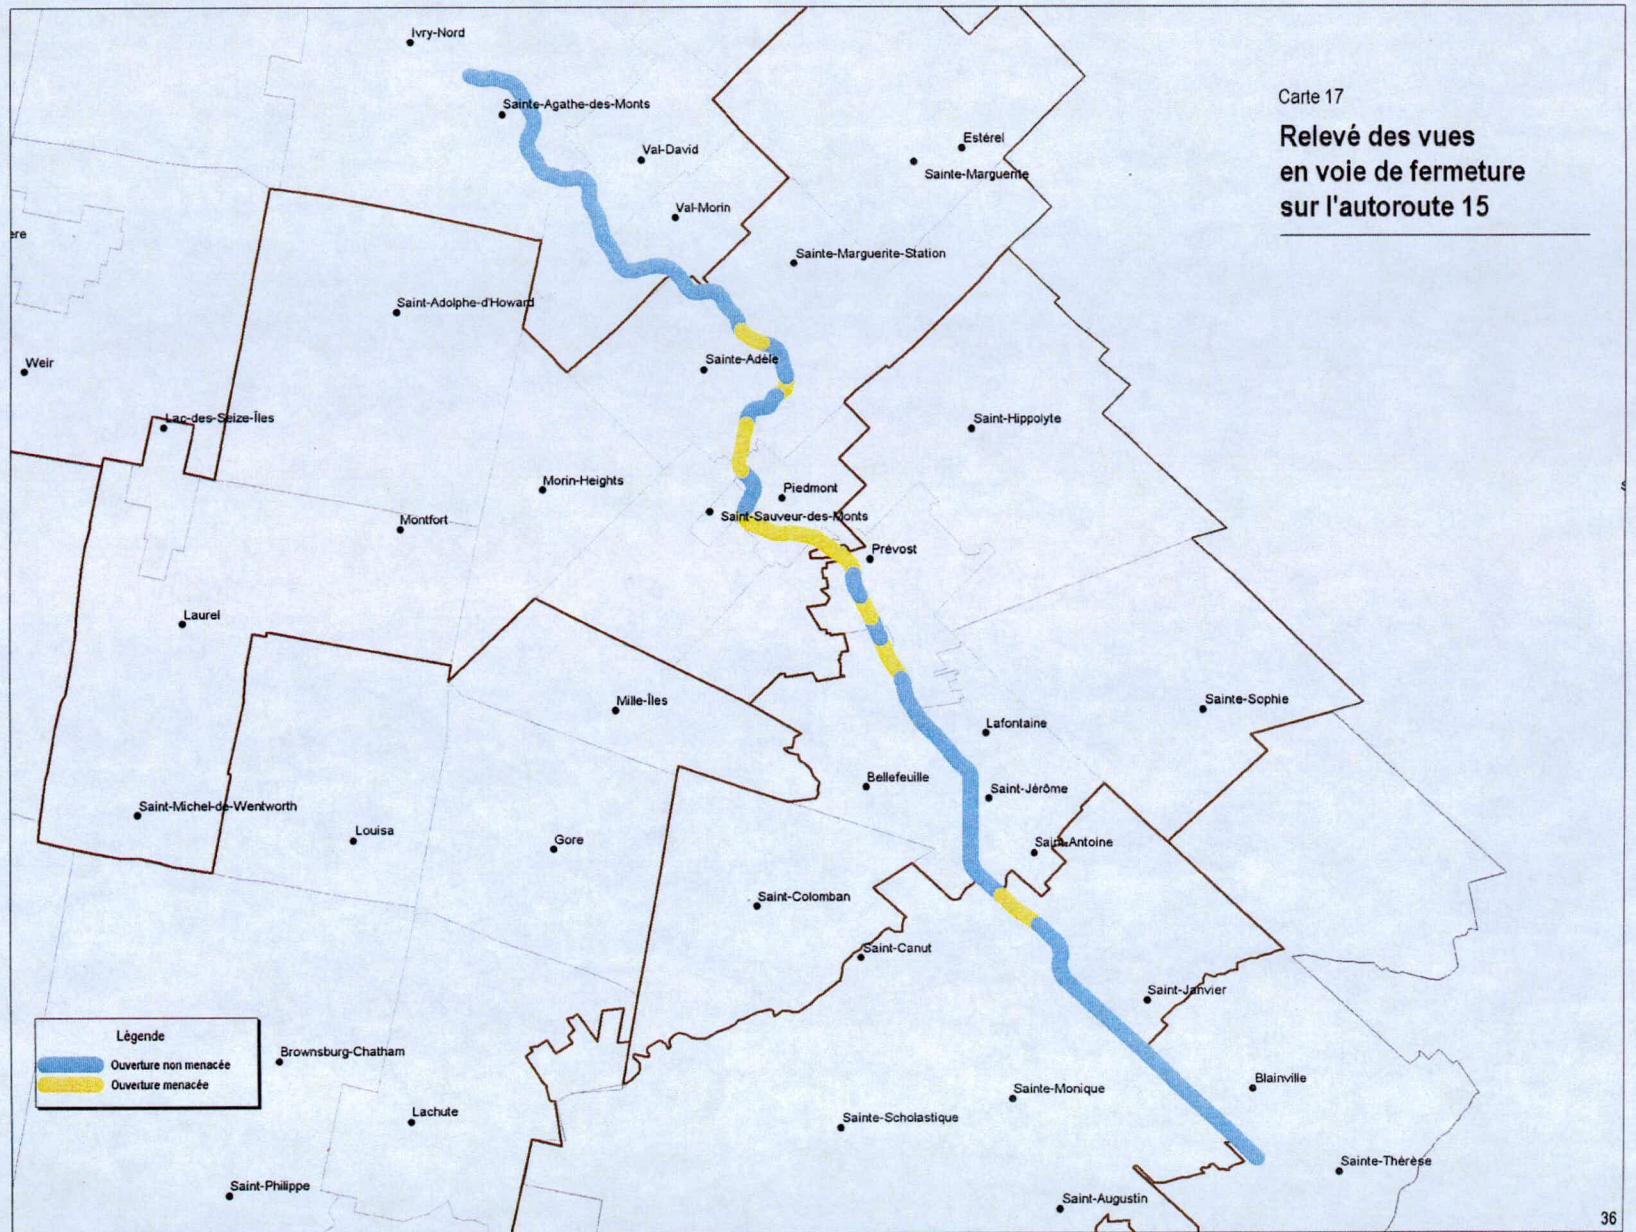 Ivry-Nord
Carte 17
Relevé des vues
en voie de fermeture
sur l'autoroute 15
Sainte-Agathe-des-Monts
Estérel
Val-David
Sainte-Marguerite
Val-Morin
ère
Sainte-Marguerite-Station
Saint-Adolphe-d'Howard
Weir
Sainte-Adèle
Lac-des-Seize-Îles
Saint-Hippolyte
Morin-Heights
Piedmont
Montfort
Saint-Sauveur-des-Monts
Prévost
Laurel
Mille-Îles
Sainte-Sophie
Lafontaine
Bellefeuille
Saint-Jérôme
Saint-Michel-de-Wentworth
Louisa
Gore
Saint-Antoine
Saint-Colomban
Saint-Canut
Saint-Janvier
Légende
Ouverture non menacée
Ouverture menacée
Brownsburg-Chatham
Blainville
Sainte-Monique
Lachute
Sainte-Scholastique
Sainte-Thérèse
Saint-Philippe
Saint-Augustin
36